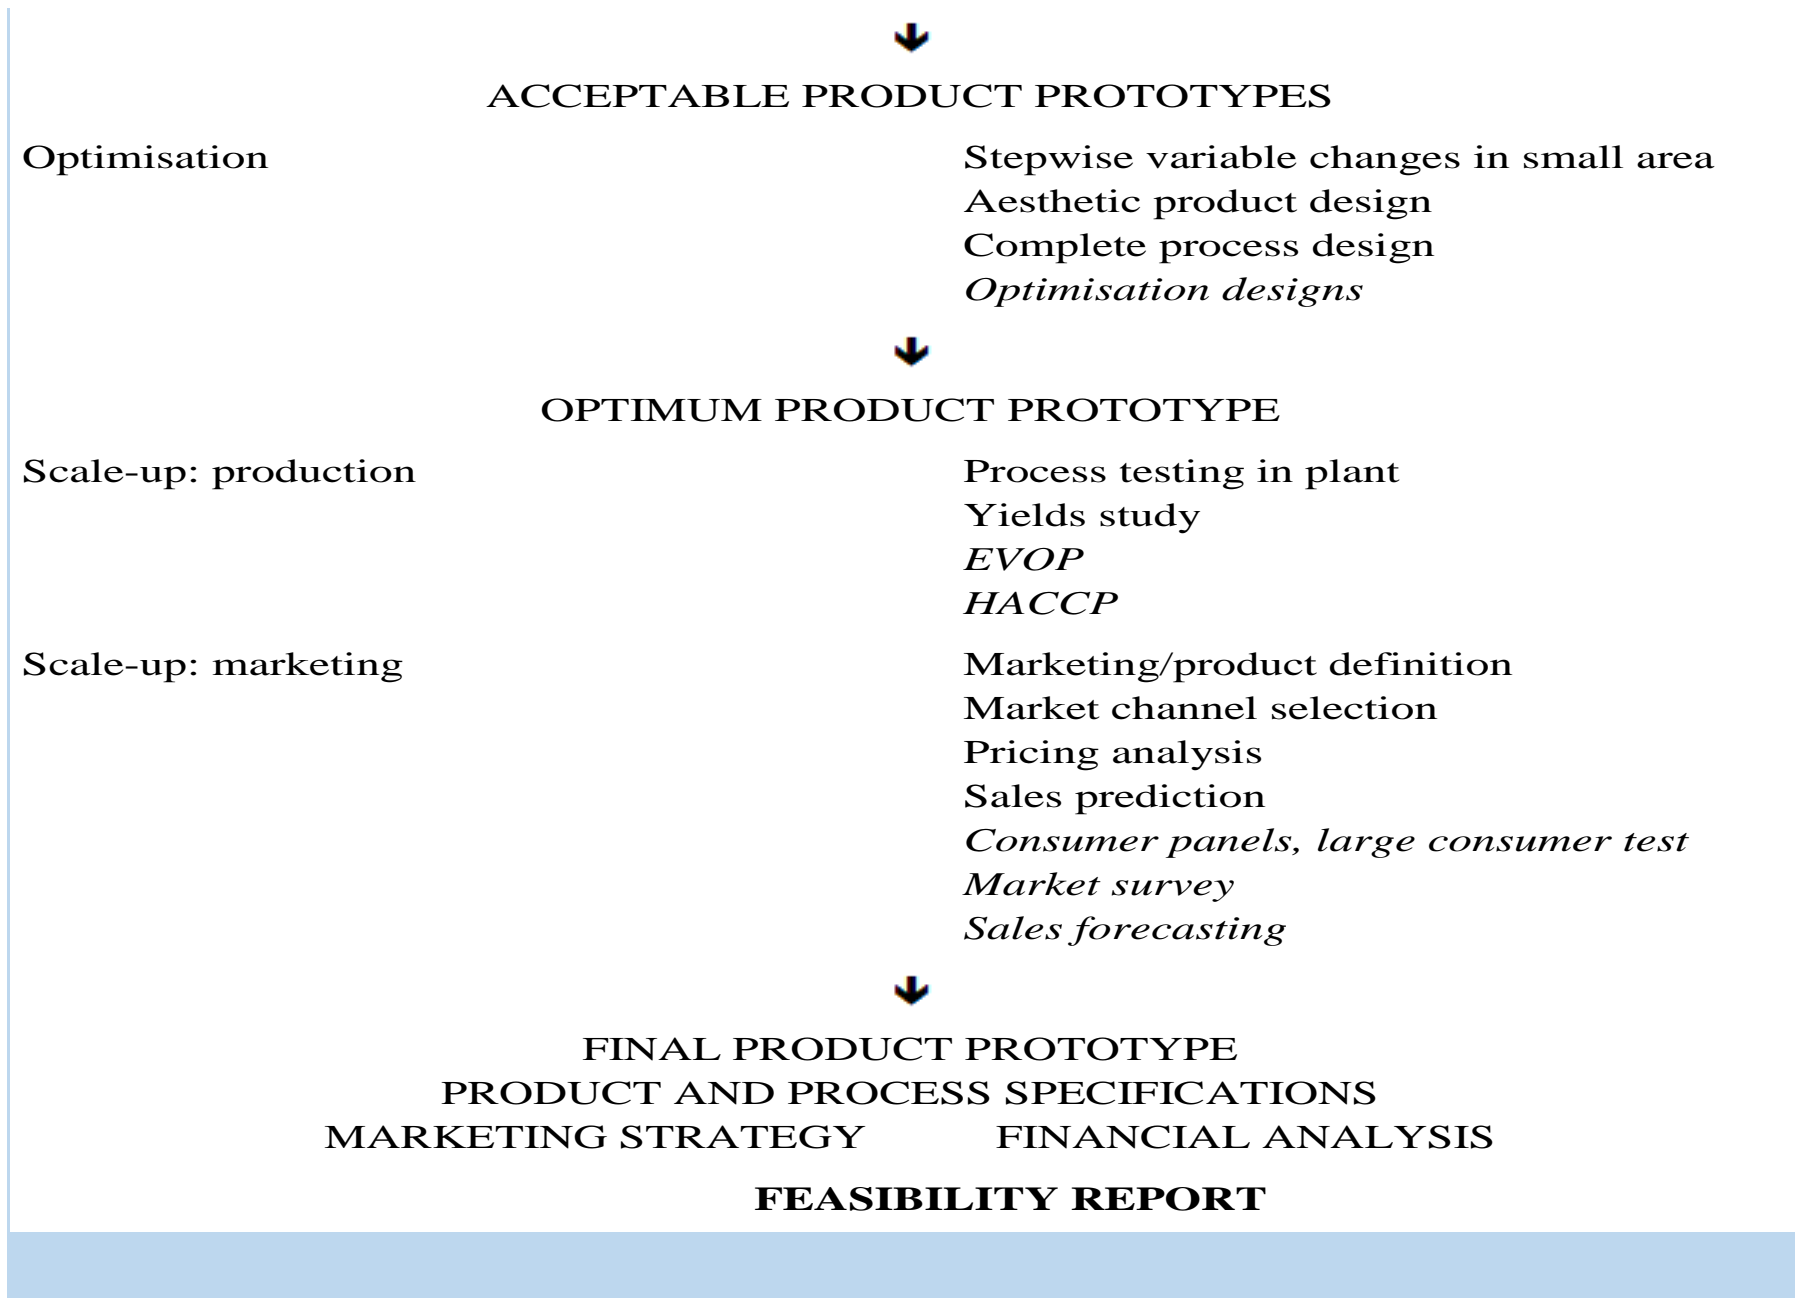 ACCEPTABLE PRODUCT PROTOTYPES
Optimisation Stepwise variable changes in small area
Aesthetic product design
Complete process design
Optimisation designs
OPTIMUM PRODUCT PROTOTYPE
Scale-up: production Process testing in plant
Yields study
EVOP
HACCP
Scale-up: marketing Marketing/product definition
Market channel selection
Pricing analysis
Sales prediction
Consumer panels, large consumer test
Market survey
Sales forecasting
FINAL PRODUCT PROTOTYPE
PRODUCT AND PROCESS SPECIFICATIONS
MARKETING STRATEGY FINANCIAL ANALYSIS
FEASIBILITY REPORT